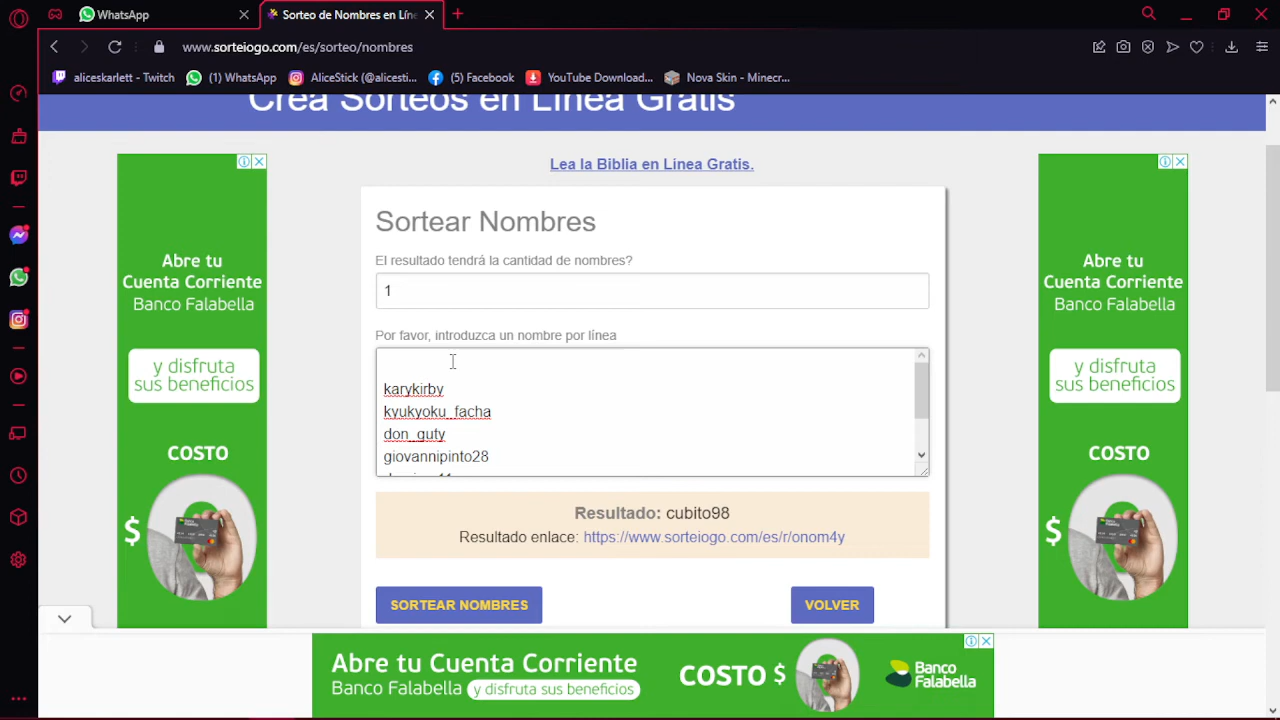 WhatsApp
Sorteo de Nombres en Lín
www.sorteiogo.com/es/sorteo/nombres
aliceskarlett - Twitch
(1) WhatsApp
AliceStick (@alicesti...
(5) Facebook
YouTube Download...
Nova Skin - Minecr...
Crea Sorteos en Línea Gratis
Lea la Biblia en Linea Gratis.
Sortear Nombres
El resultado tendrá la cantidad de nombres?
1
Por favor, introduzca un nombre por línea
karykirby
kyukyoku_facha
don_guty
giovannipinto28
Resultado: cubito98
Resultado enlace: https://www.sorteiogo.com/es/r/onom4y
SORTEAR NOMBRES
VOLVER
Abre tu
Cuenta Corriente
Banco Falabella
y disfruta
sus beneficios
COSTO
$
Abre tu
Cuenta Corriente
Banco Falabella
y disfruta
sus beneficios
COSTO
$
Abre tu Cuenta Corriente
Banco Falabella y disfruta sus beneficios
COSTO $
Banco
Falabella